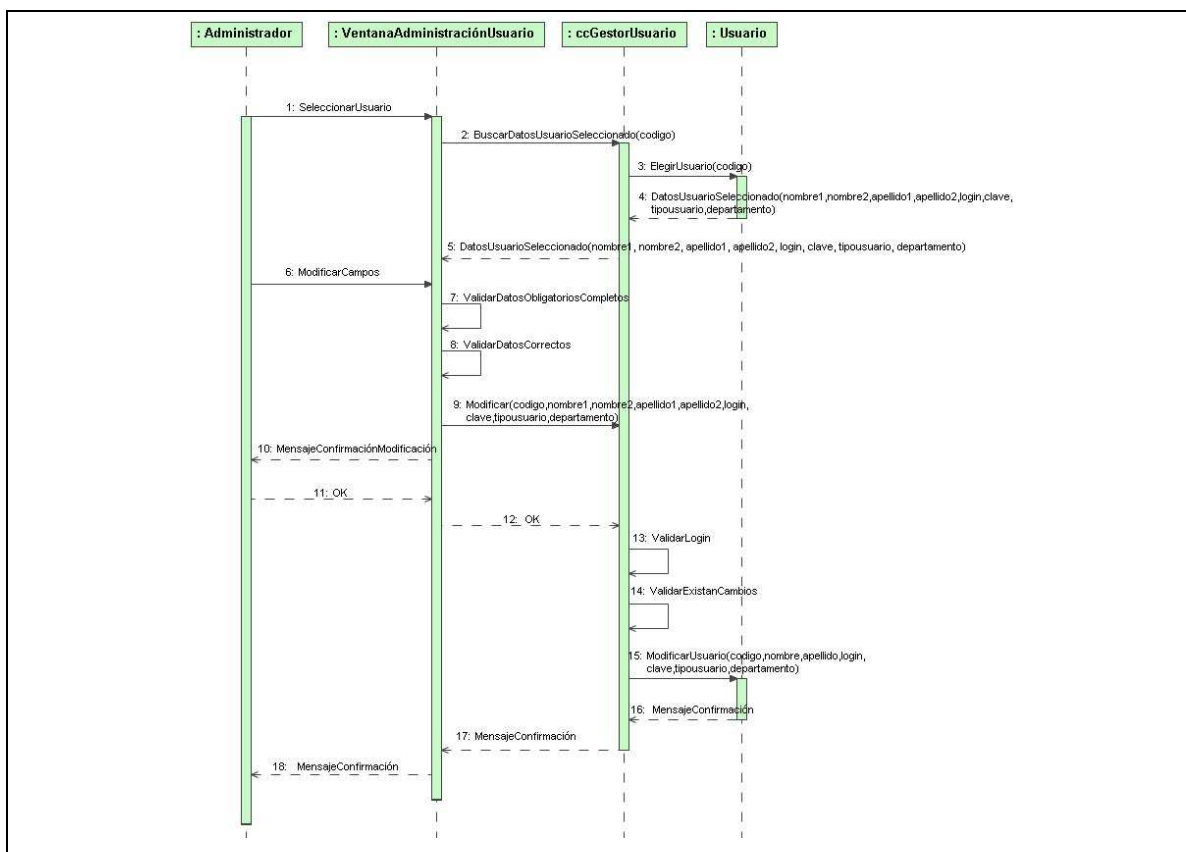 : Administrador
: VentanaAdministraciónUsuario
: ccGestorUsuario
: Usuario
1: SeleccionarUsuario
2: BuscarDatosUsuarioSeleccionado(codigo)
3: ElegirUsuario(codigo)
4: DatosUsuarioSeleccionado(nombre1,nombre2,apellido1,apellido2,login,clave,
tipousuario,departamento)
5: DatosUsuarioSeleccionado(nombre1, nombre2, apellido1, apellido2, login, clave, tipousuario, departamento)
6: ModificarCampos
7: ValidarDatosObligatoriosCompletos
8: ValidarDatosCorrectos
9: Modificar(codigo,nombre1,nombre2,apellido1,apellido2,login,
clave,tipousuario,departamento)
10: MensajeConfirmaciónModificación
11: OK
12: OK
13: ValidarLogin
14: ValidarExistanCambios
15: ModificarUsuario(codigo,nombre,apellido,login,
clave,tipousuario,departamento)
16: MensajeConfirmación
17: MensajeConfirmación
18: MensajeConfirmación